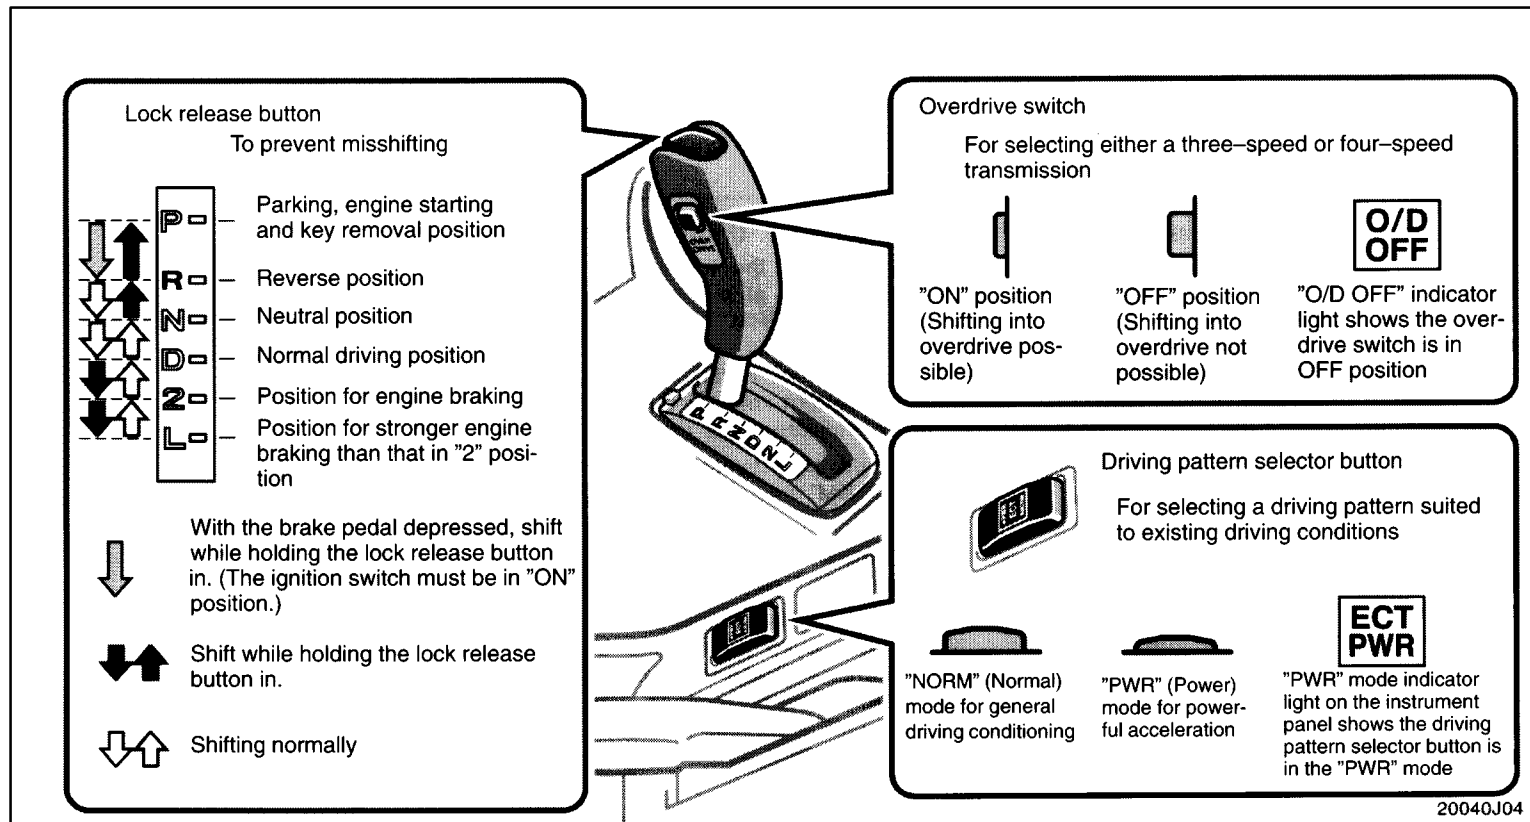 Lock release button
To prevent misshifting
P
Parking, engine starting
and key removal position
R
Reverse position
N
Neutral position
D
Normal driving position
2
Position for engine braking
L
Position for stronger engine
braking than that in ”2” posi-
tion
With the brake pedal depressed, shift
while holding the lock release button
in. (The ignition switch must be in ”ON”
position.)
Shift while holding the lock release
button in.
Shifting normally
P R N D 2 L
Overdrive switch
For selecting either a three–speed or four–speed
transmission
”ON” position
(Shifting into
overdrive pos-
sible)
”OFF” position
(Shifting into
overdrive not
possible)
O/D
OFF
”O/D OFF” indicator
light shows the over-
drive switch is in
OFF position
Driving pattern selector button
For selecting a driving pattern suited
to existing driving conditions
”NORM” (Normal)
mode for general
driving conditioning
”PWR” (Power)
mode for power-
ful acceleration
ECT
PWR
”PWR” mode indicator
light on the instrument
panel shows the driving
pattern selector button is
in the ”PWR” mode
20040J04